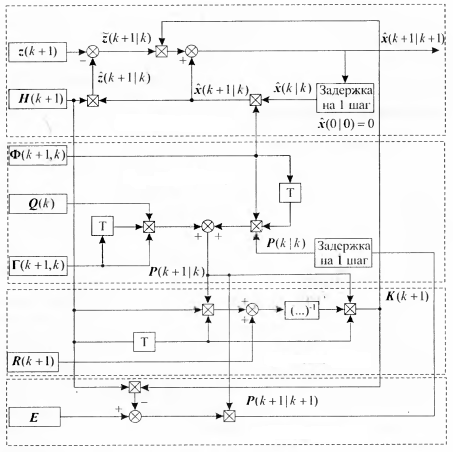 z(k+1)
z̃(k+1|k)
x̂(k+1|k+1)
−
+
ẑ(k+1|k)
H(k+1)
x̂(k+1|k)
x̂(k|k)
Задержка
на 1 шаг
x̂(0|0)=0
Φ(k+1,k)
T
Q(k)
T
+
+
P(k|k)
Задержка
на 1 шаг
Γ(k+1,k)
P(k+1|k)
K(k+1)
+
+
(...)⁻¹
T
R(k+1)
−
P(k+1|k+1)
E
+